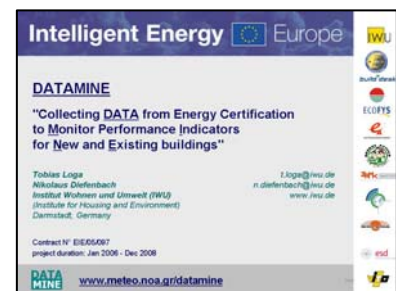 Intelligent Energy Europe
DATAMINE
"Collecting DATA from Energy Certification
to Monitor Performance Indicators
for New and Existing buildings"
Tobias Loga t.loga@iwu.de
Nikolaus Diefenbach n.diefenbach@iwu.de
Institut Wohnen und Umwelt (IWU) www.iwu.de
(Institute for Housing and Environment)
Darmstadt, Germany
Contract N° EIE/05/097
project duration: Jan 2006 - Dec 2008
DATA
MINE
www.meteo.noa.gr/datamine
IWU
build desk
ECOFYS
esd